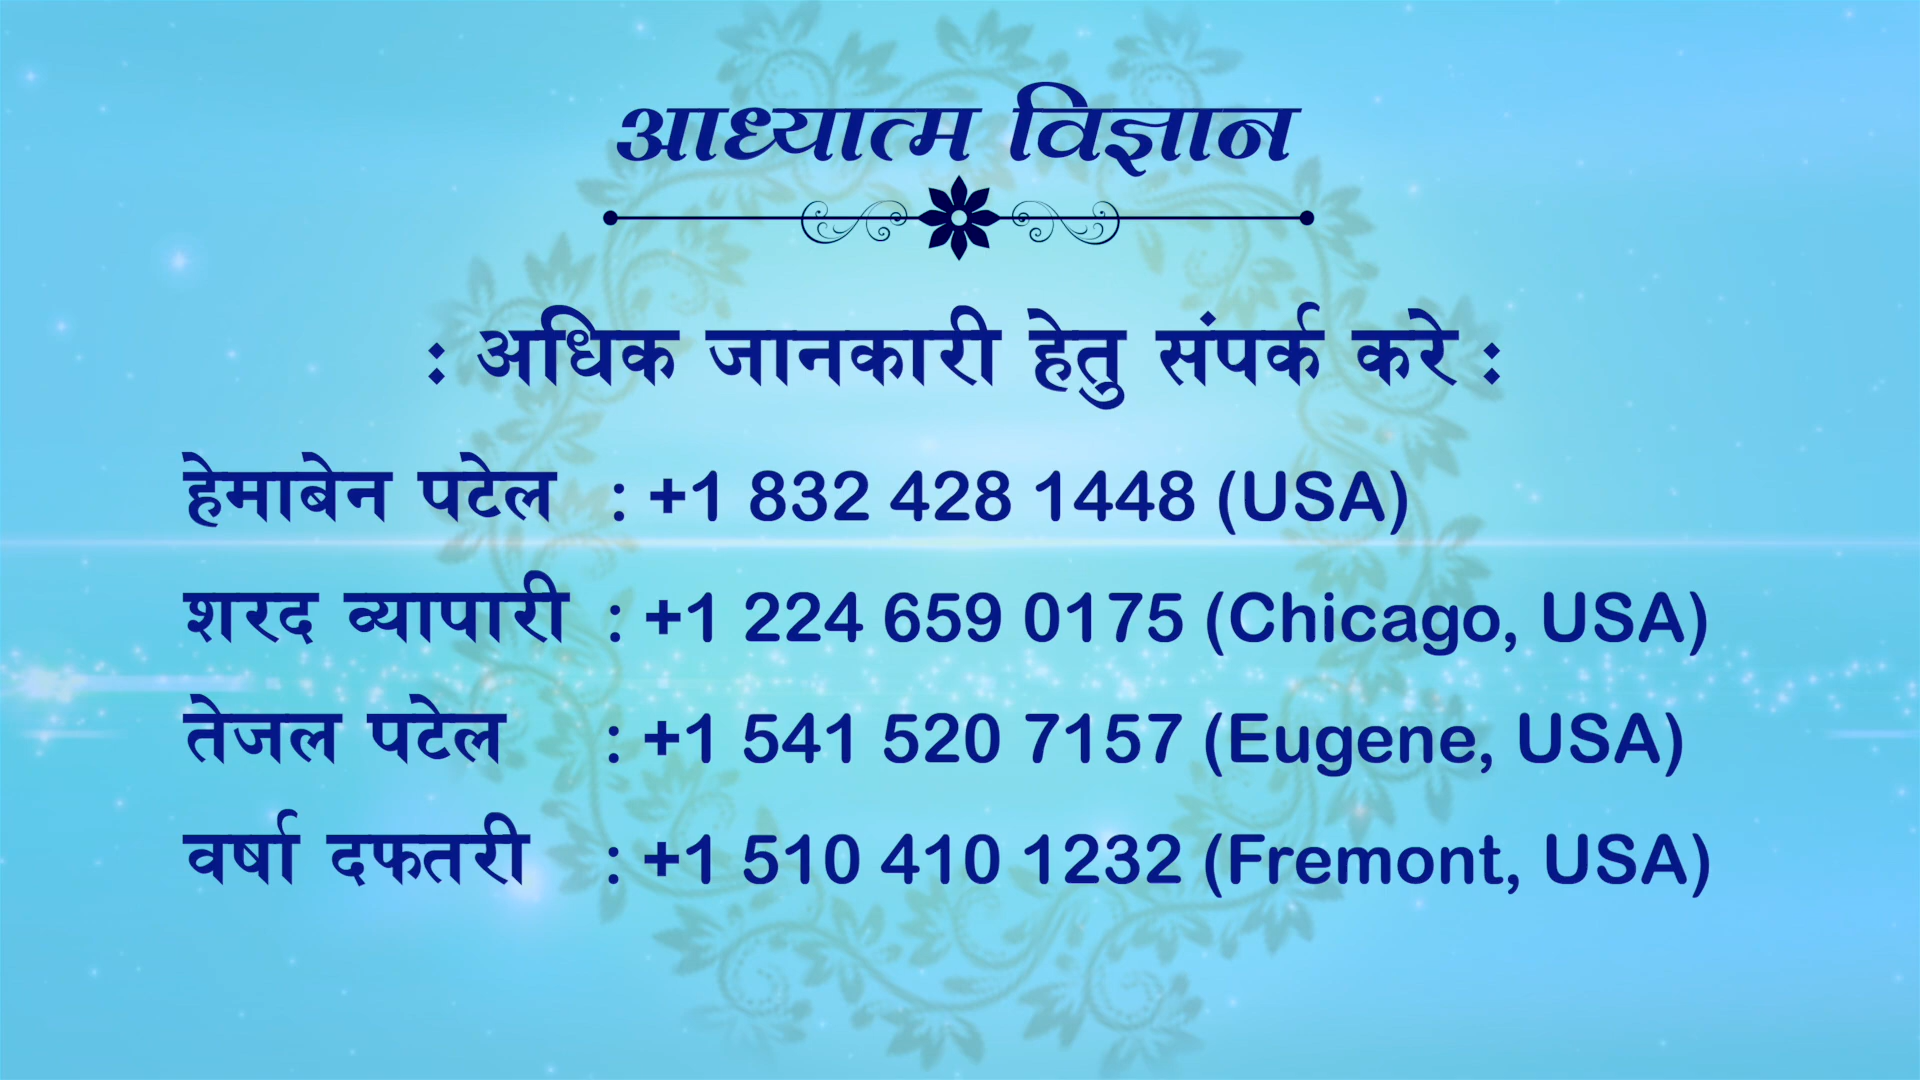 आध्यात्म विज्ञान
: अधिक जानकारी हेतु संपर्क करे :
हेमाबेन पटेल : +1 832 428 1448 (USA)
शरद व्यापारी : +1 224 659 0175 (Chicago, USA)
तेजल पटेल : +1 541 520 7157 (Eugene, USA)
वर्षा दफतरी : +1 510 410 1232 (Fremont, USA)